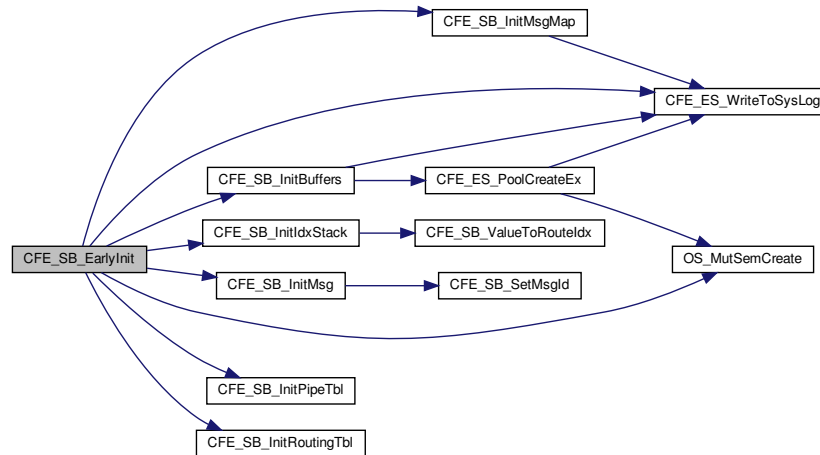 CFE_SB_InitMsgMap
CFE_ES_WriteToSysLog
CFE_SB_InitBuffers
CFE_ES_PoolCreateEx
CFE_SB_InitIdxStack
CFE_SB_ValueToRouteIdx
CFE_SB_EarlyInit
OS_MutSemCreate
CFE_SB_InitMsg
CFE_SB_SetMsgId
CFE_SB_InitPipeTbl
CFE_SB_InitRoutingTbl